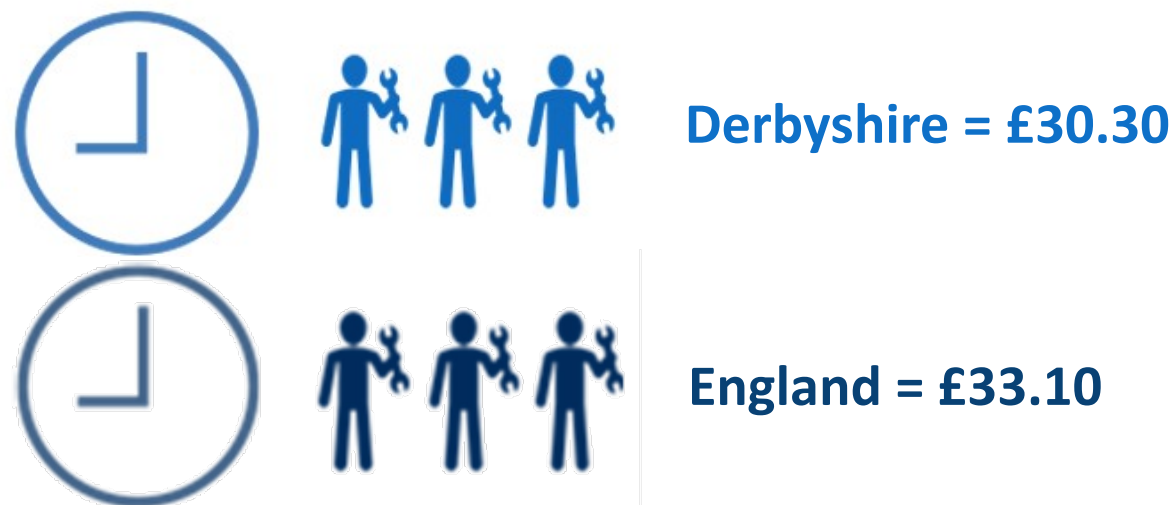 Derbyshire = £30.30
England = £33.10